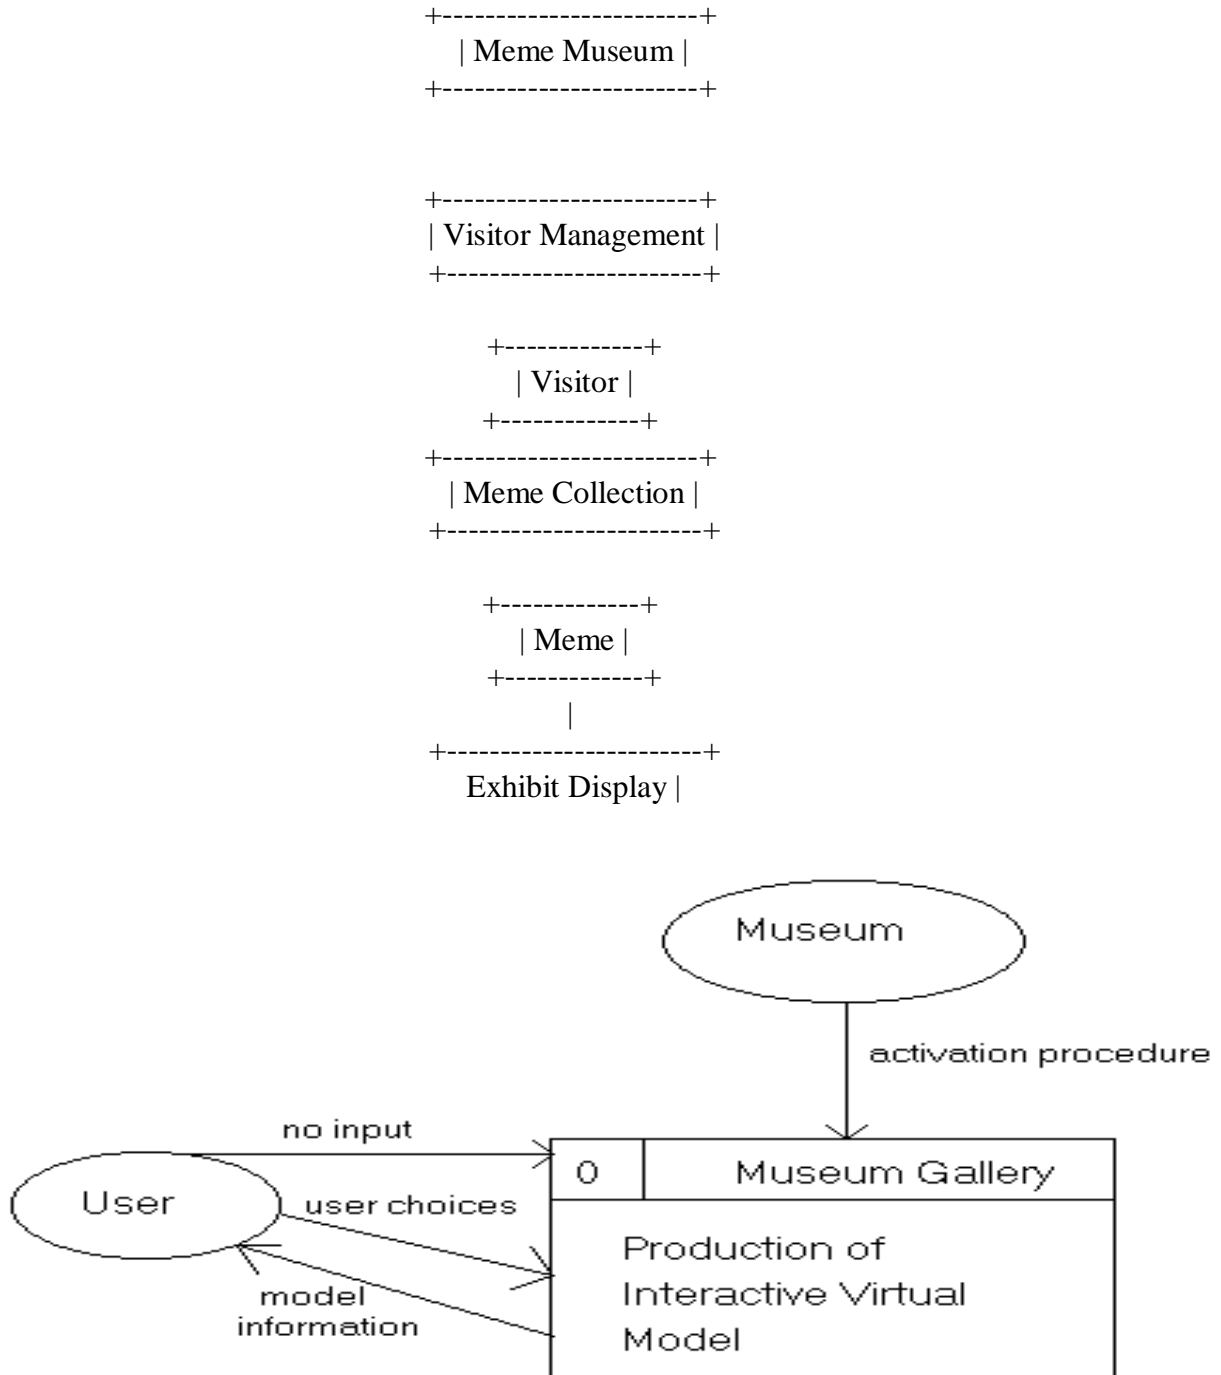 +------------------------+
| Meme Museum |
+------------------------+
+------------------------+
| Visitor Management |
+------------------------+
+-------------+
| Visitor |
+-------------+
+------------------------+
| Meme Collection |
+------------------------+
+-------------+
| Meme |
+-------------+
|
+------------------------+
Exhibit Display |
Museum
activation procedure
no input
0 Museum Gallery
User
user choices
Production of
Interactive Virtual
Model
model
information